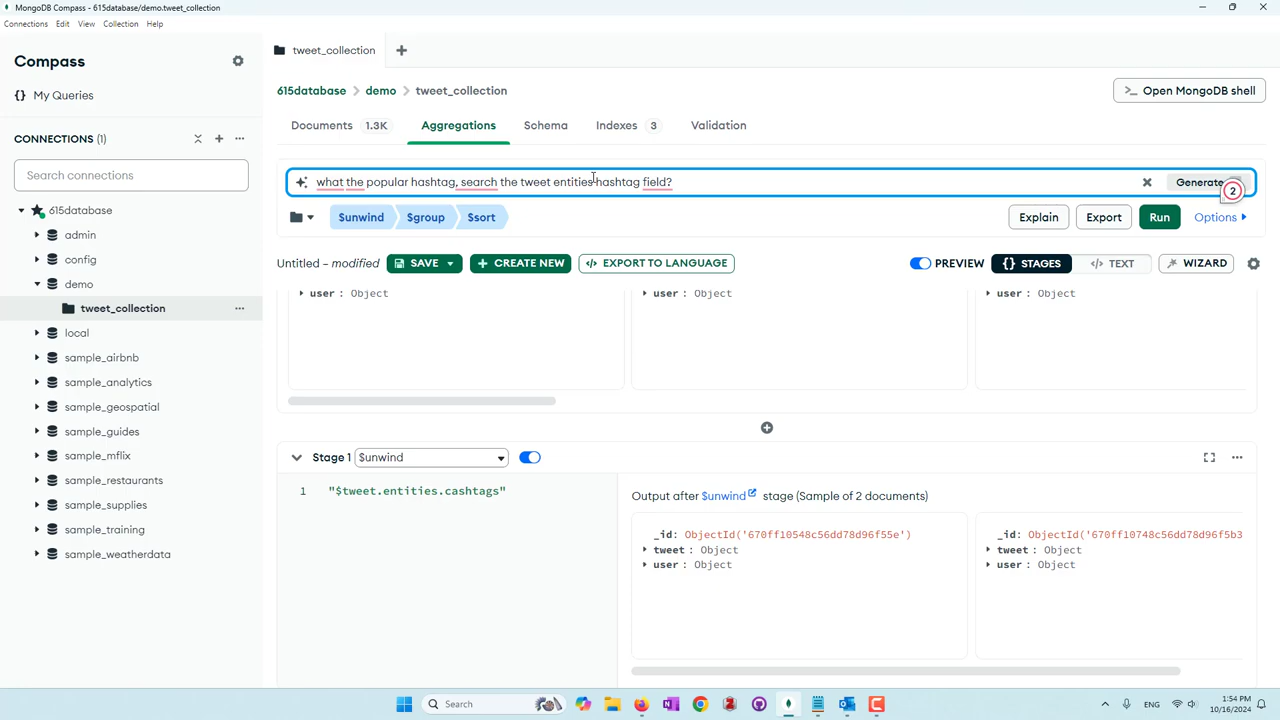 MongoDB Compass - 615database/demo.tweet_collection
Connections Edit View Collection Help
Compass
{} My Queries
CONNECTIONS (1)
Search connections
615database
admin
config
demo
tweet_collection
local
sample_airbnb
sample_analytics
sample_geospatial
sample_guides
sample_mflix
sample_restaurants
sample_supplies
sample_training
sample_weatherdata
tweet_collection
615database > demo > tweet_collection
>_ Open MongoDB shell
Documents 1.3K Aggregations Schema Indexes 3 Validation
what the popular hashtag, search the tweet entities hashtag field? Generate 2
$unwind $group $sort Explain Export Run Options
Untitled – modified SAVE + CREATE NEW </> EXPORT TO LANGUAGE PREVIEW {} STAGES </> TEXT WIZARD
user : Object user : Object user : Object
Stage 1 $unwind
1 "$tweet.entities.cashtags"
Output after $unwind stage (Sample of 2 documents)
_id: ObjectId('670ff10548c56dd78d96f55e') _id: ObjectId('670ff10748c56dd78d96f5b3
tweet : Object tweet : Object
user : Object user : Object
Search
ENG
1:54 PM
10/16/2024